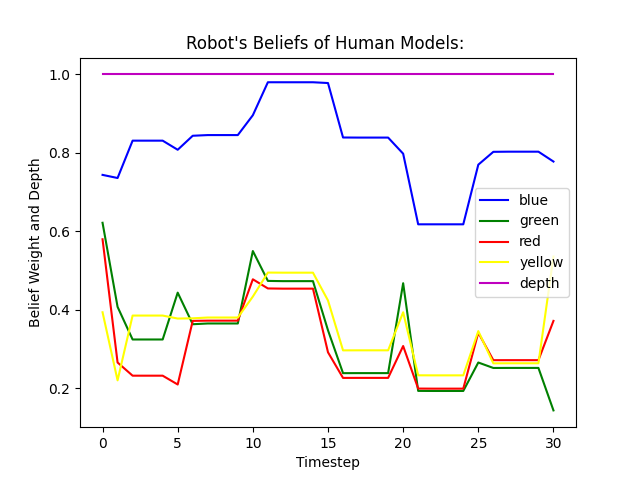 Robot's Beliefs of Human Models:
Belief Weight and Depth
1.0
0.8
0.6
0.4
0.2
blue
green
red
yellow
depth
0 5 10 15 20 25 30
Timestep